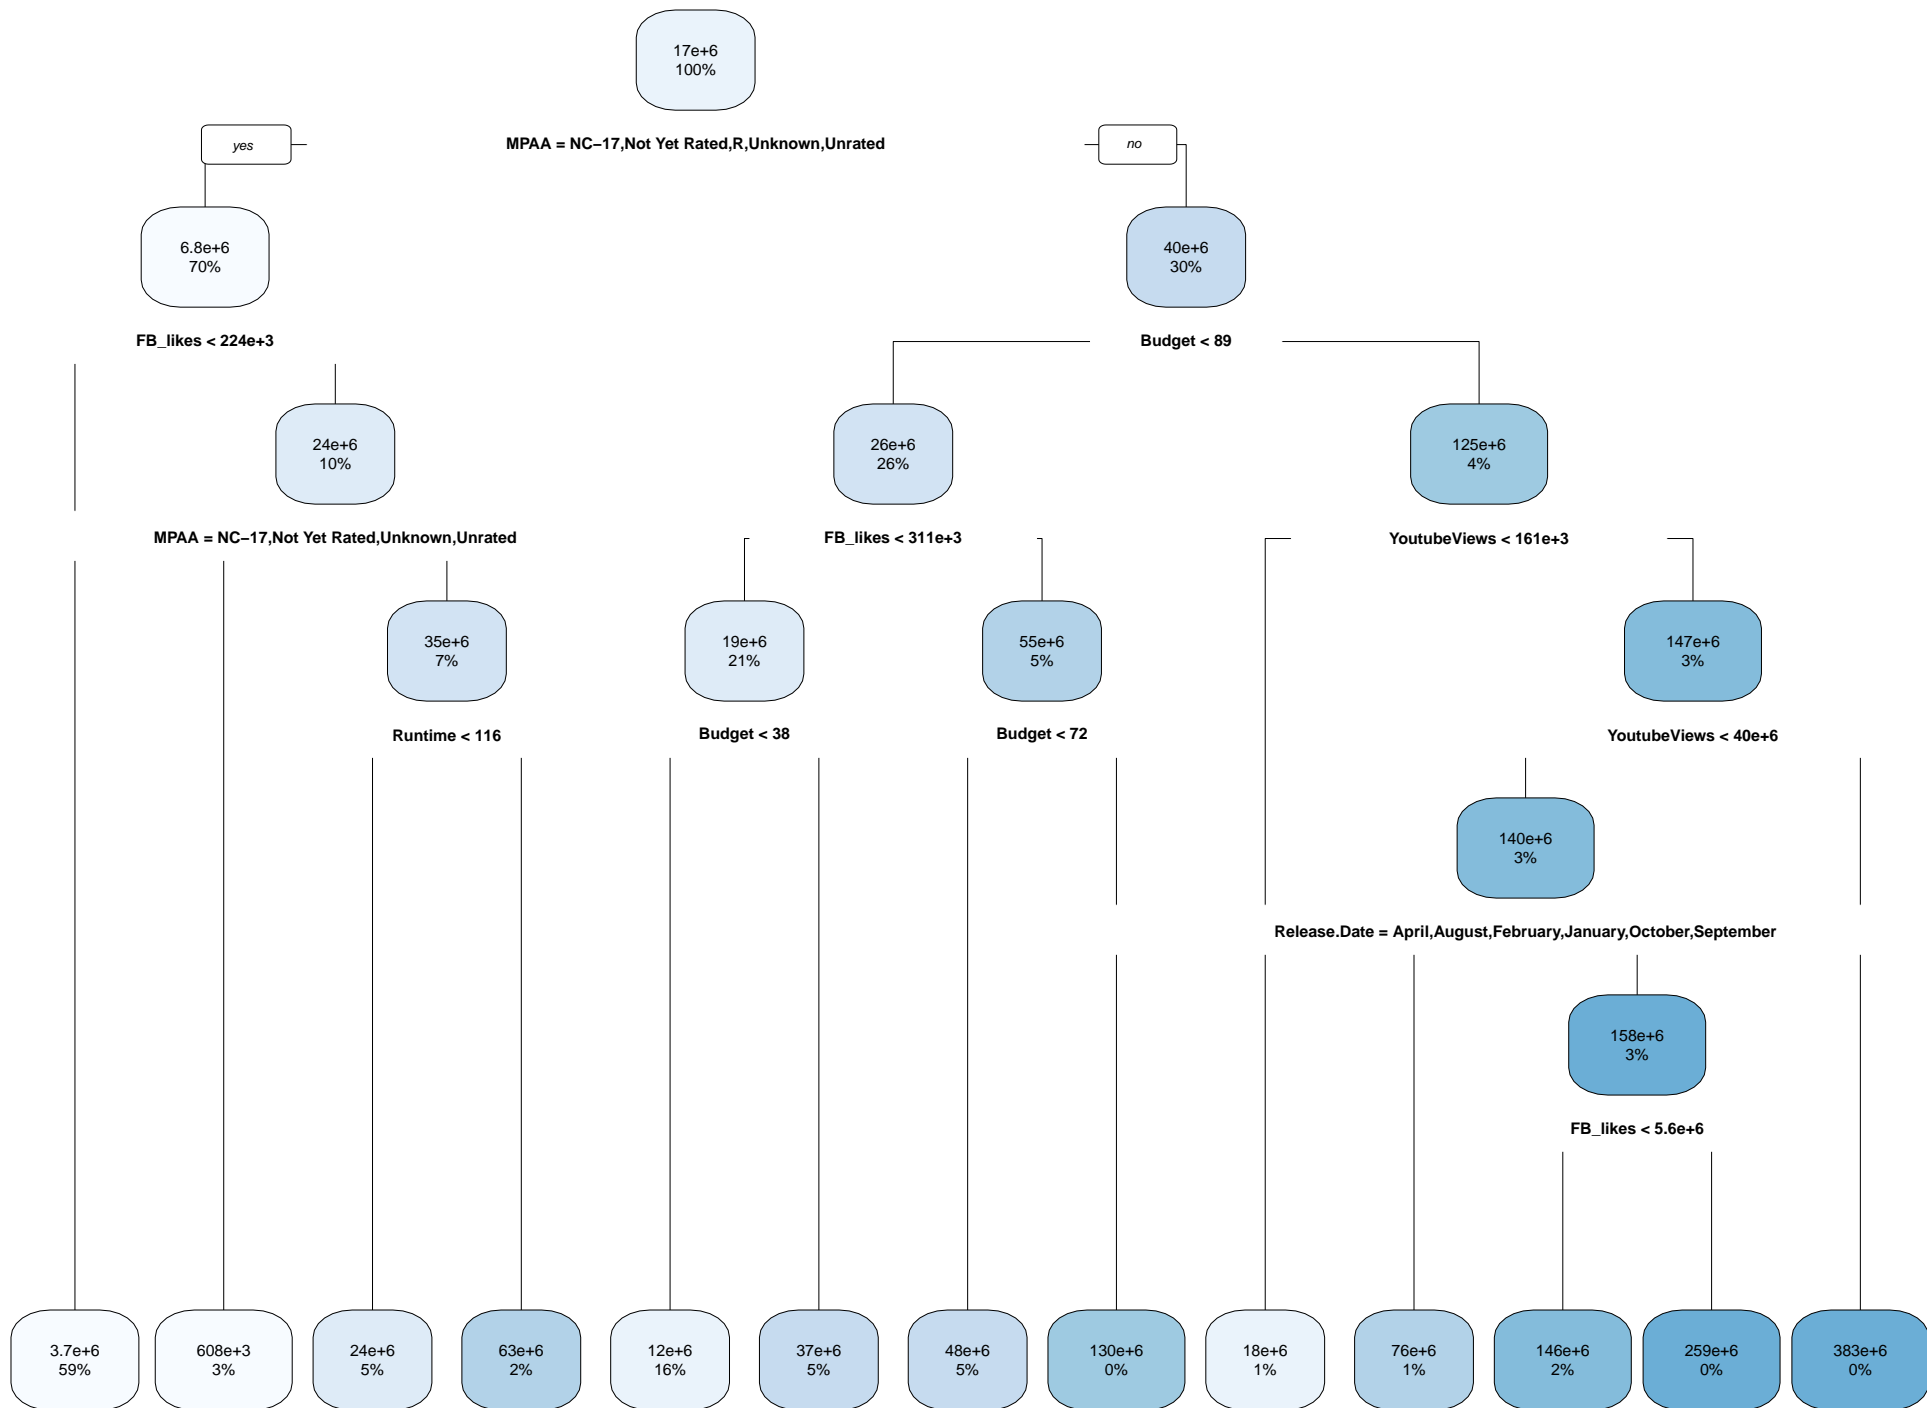 17e+6
100%
yes
MPAA = NC−17,Not Yet Rated,R,Unknown,Unrated
no
6.8e+6
70%
40e+6
30%
FB_likes < 224e+3
Budget < 89
24e+6
10%
26e+6
26%
125e+6
4%
MPAA = NC−17,Not Yet Rated,Unknown,Unrated
FB_likes < 311e+3
YoutubeViews < 161e+3
35e+6
7%
19e+6
21%
55e+6
5%
147e+6
3%
Runtime < 116
Budget < 38
Budget < 72
YoutubeViews < 40e+6
140e+6
3%
Release.Date = April,August,February,January,October,September
158e+6
3%
FB_likes < 5.6e+6
3.7e+6
59%
608e+3
3%
24e+6
5%
63e+6
2%
12e+6
16%
37e+6
5%
48e+6
5%
130e+6
0%
18e+6
1%
76e+6
1%
146e+6
2%
259e+6
0%
383e+6
0%